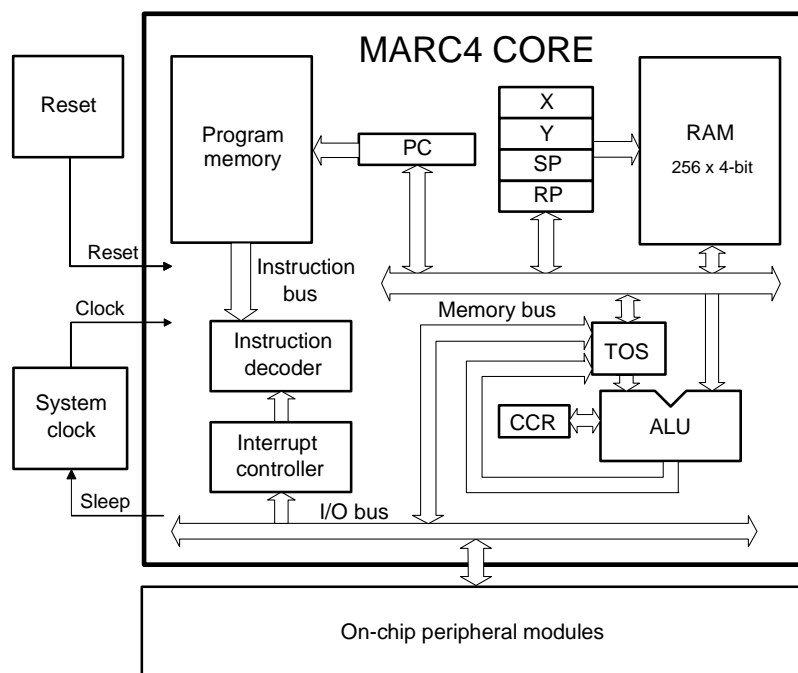 MARC4 CORE
Reset
Program
memory
PC
X
Y
SP
RP
RAM
256 x 4-bit
Reset
Instruction
bus
Clock
Memory bus
Instruction
decoder
TOS
System
clock
CCR
ALU
Interrupt
controller
Sleep
I/O bus
On-chip peripheral modules